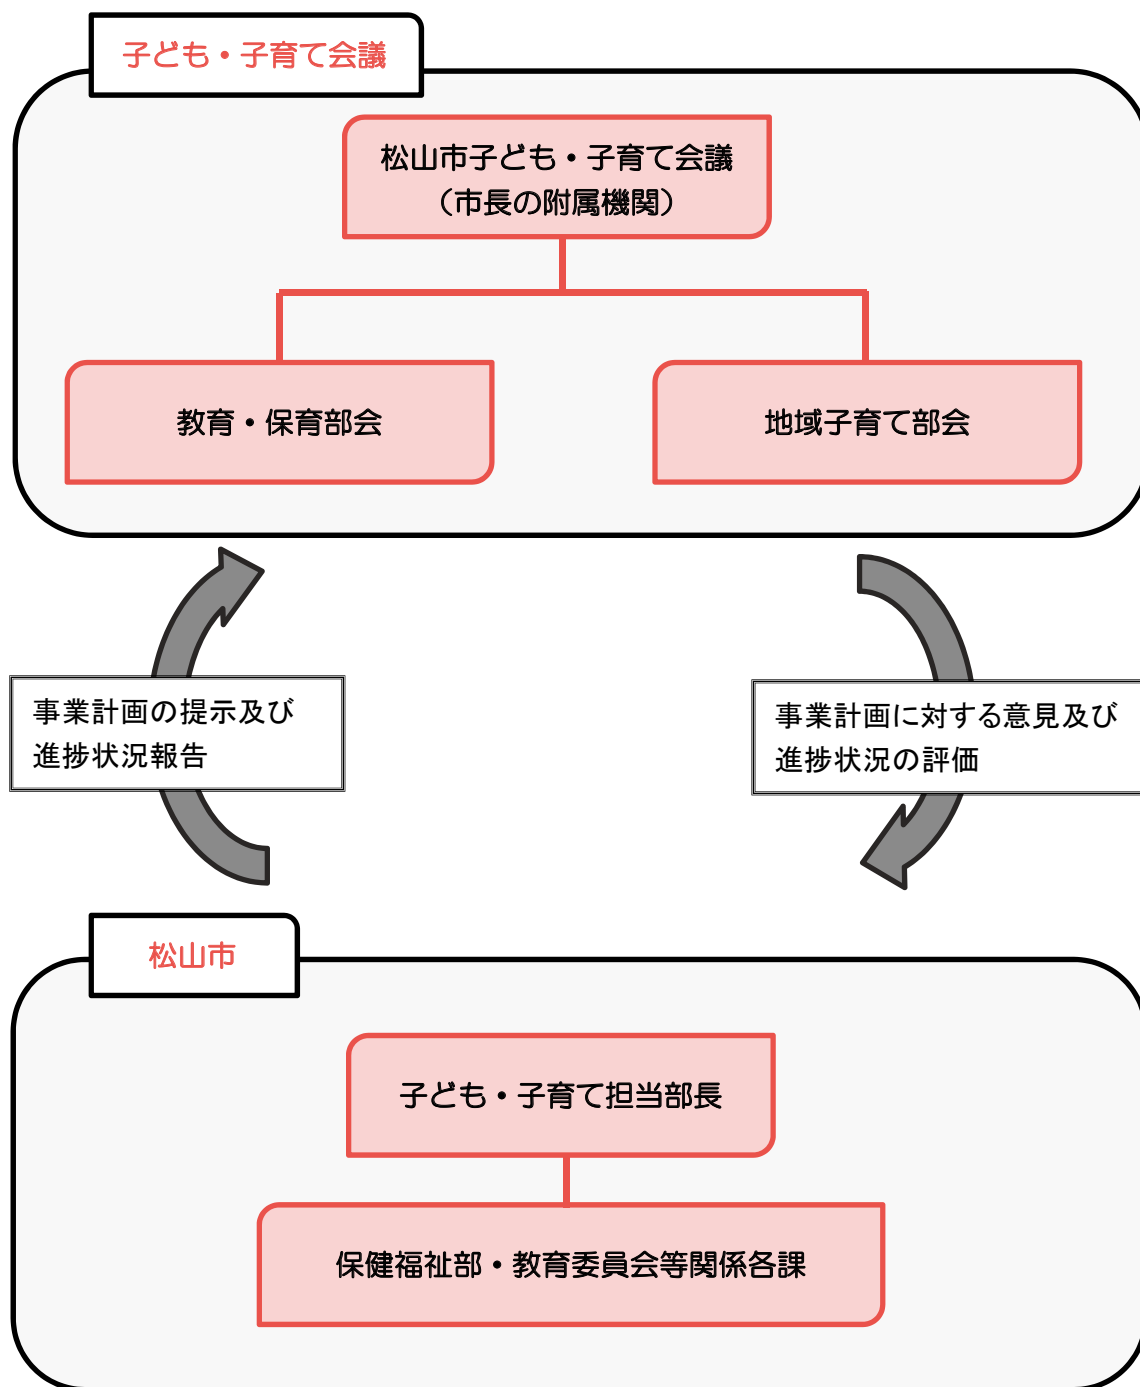 子ども・子育て会議
松山市子ども・子育て会議
（市長の附属機関）
教育・保育部会
地域子育て部会
事業計画の提示及び
進捗状況報告
事業計画に対する意見及び
進捗状況の評価
松山市
子ども・子育て担当部長
保健福祉部・教育委員会等関係各課